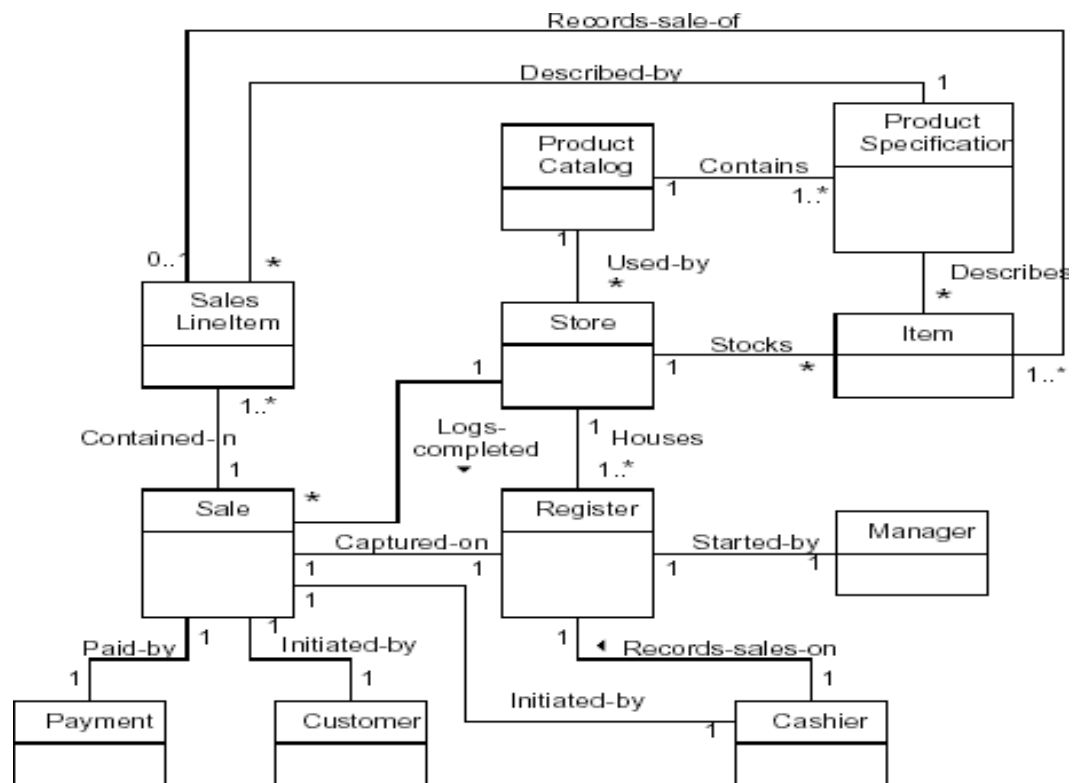 Records-sale-of
Described-by
1
Product
Specification
Product
Catalog
Contains
1
1..*
1
0..1
*
Used-by
*
Describes
*
Sales
LineItem
Store
Item
1
1
Stocks
*
1..*
1..*
Logs-
completed
1
Houses
Contained-n
1
1..*
*
Sale
Register
Manager
Captured-on
1
1
Started-by
1
1
1
1
1
Paid-by
Initiated-by
1
Records-sales-on
1
1
Initiated-by
1
1
Payment
Customer
Cashier